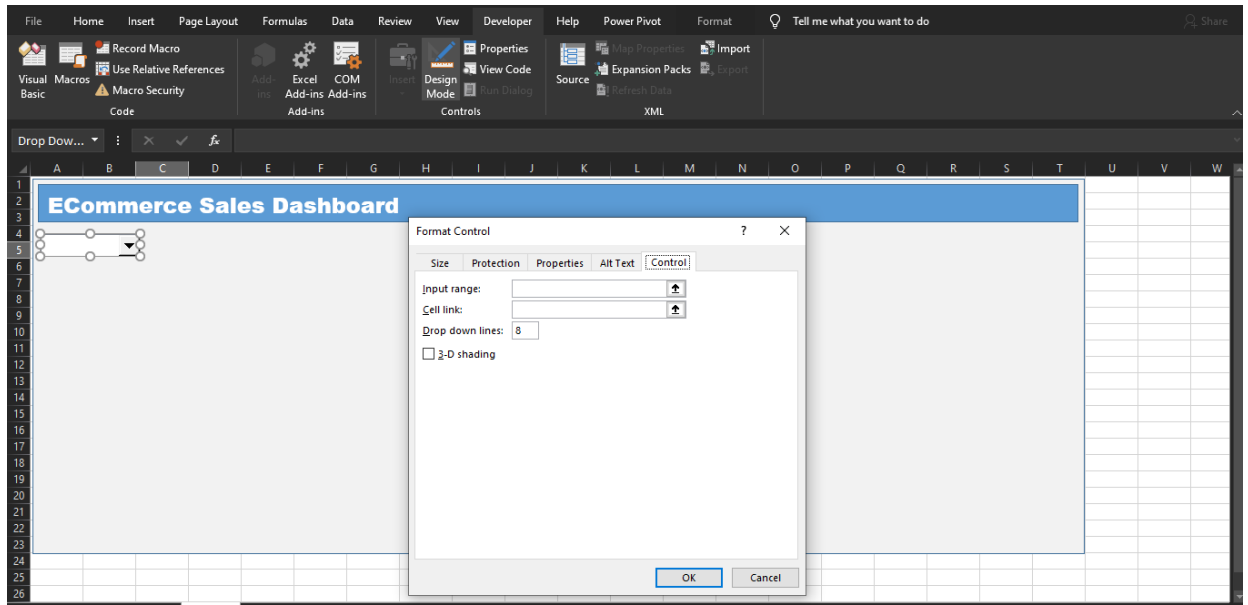 File Home Insert Page Layout Formulas Data Review View Developer Help Power Pivot Format Tell me what you want to do Share
Record Macro Properties Map Properties Import
Use Relative References View Code Expansion Packs Export
Macro Security Run Dialog Refresh Data
Visual Basic Macros Add-ins Excel Add-ins COM Add-ins Insert Design Mode Source
Code Add-ins Controls XML
Drop Dow... fx
A B C D E F G H I J K L M N O P Q R S T U V W
1
2
ECommerce Sales Dashboard
3
4
5
6
7
8
9
10
11
12
13
14
15
16
17
18
19
20
21
22
23
24
25
26
Format Control ? X
Size Protection Properties Alt Text Control
Input range:
Cell link:
Drop down lines: 8
3-D shading
OK Cancel